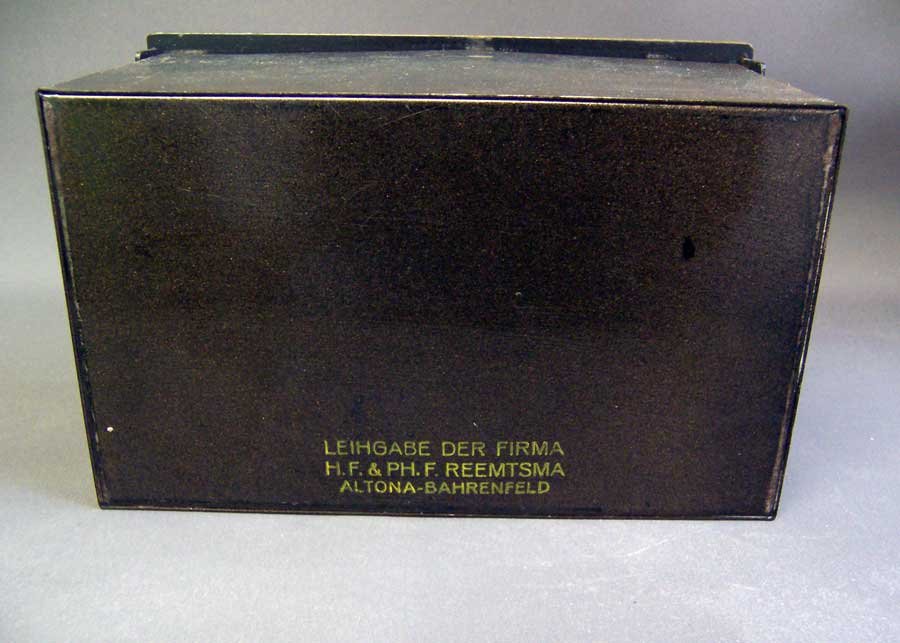 LEIHGABE DER FIRMA
H.F. & PH. F. REEMTSMA
ALTONA-BAHRENFELD